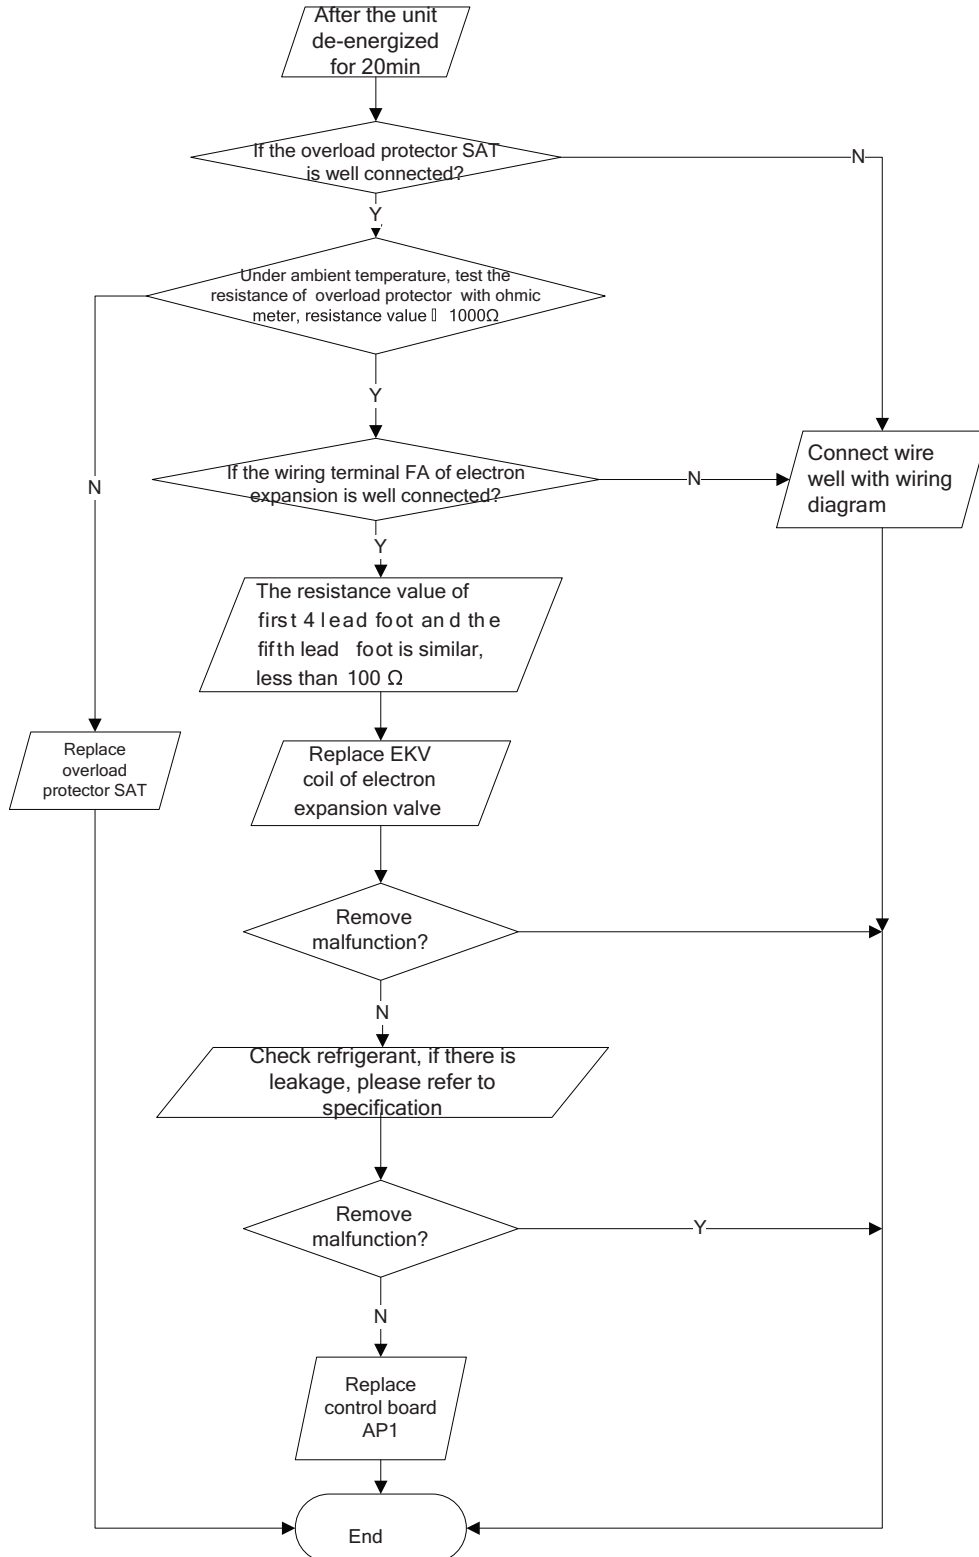 After the unit
de-energized
for 20min
If the overload protector SAT
is well connected?
N
Y
Under ambient temperature, test the
resistance of overload protector with ohmic
meter, resistance value 1000Ω
Y
N
If the wiring terminal FA of electron
expansion is well connected?
N
Connect wire
well with wiring
diagram
Y
The resistance value of
first 4 lead foot and the
fifth lead foot is similar,
less than 100 Ω
Replace
overload
protector SAT
Replace EKV
coil of electron
expansion valve
Remove
malfunction?
N
Check refrigerant, if there is
leakage, please refer to
specification
Remove
malfunction?
Y
N
Replace
control board
AP1
End